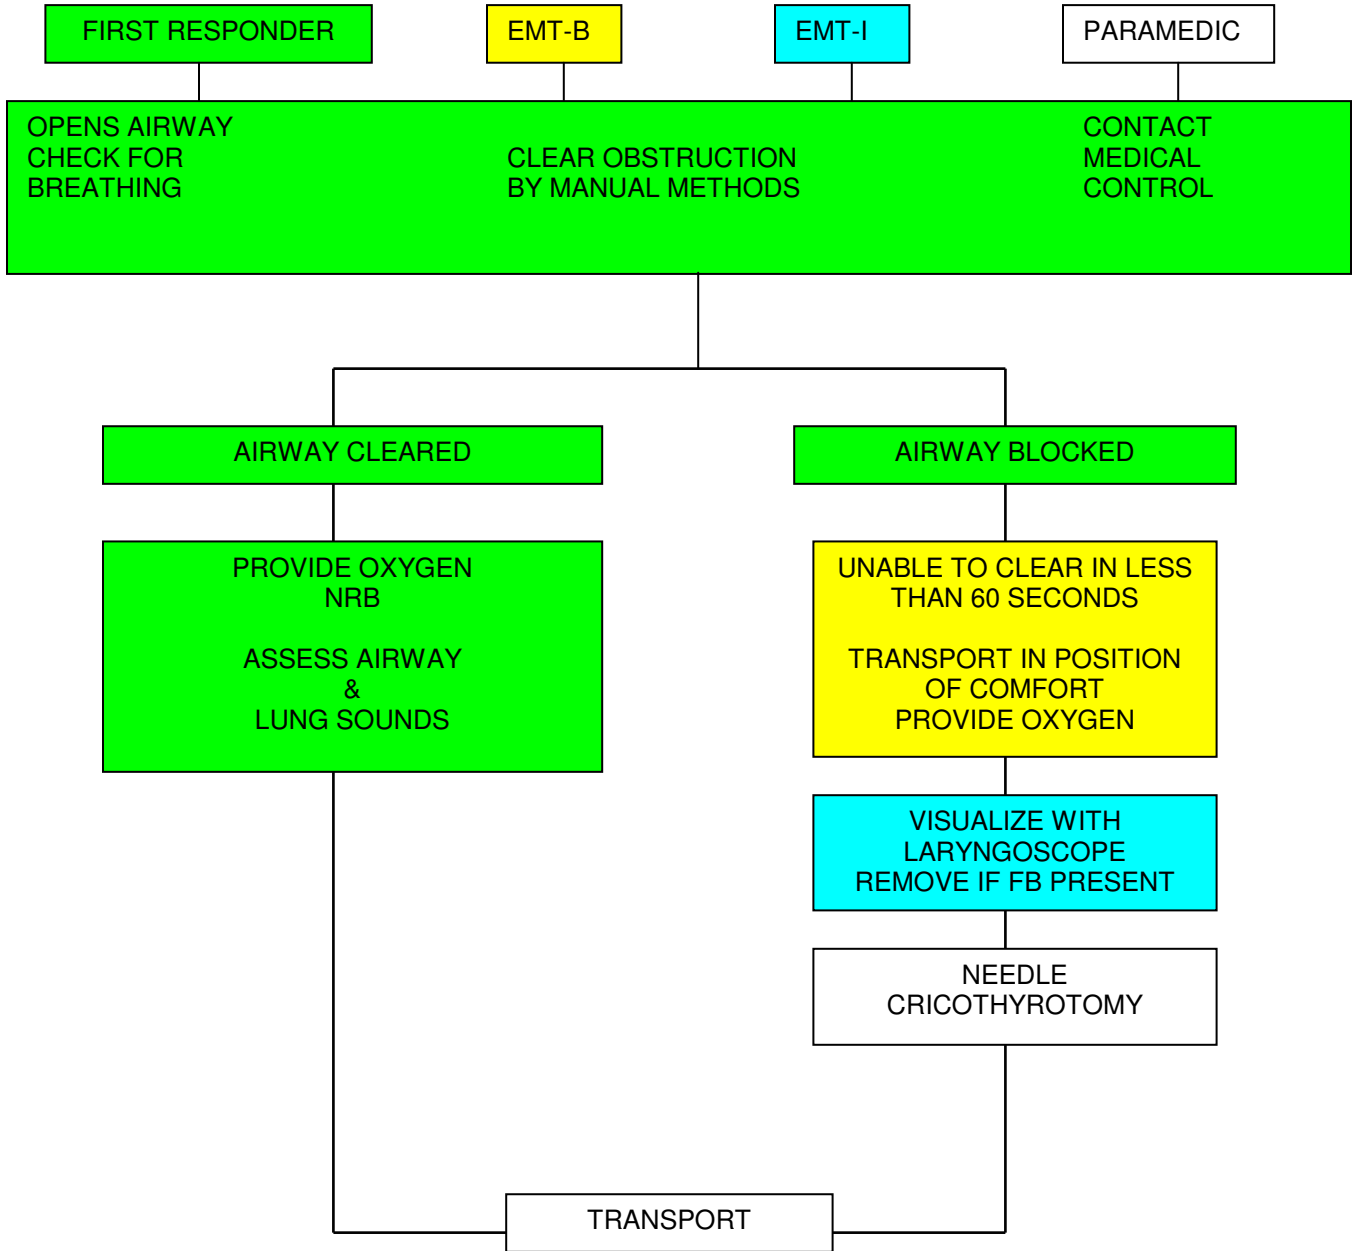 FIRST RESPONDER
EMT-B
EMT-I
PARAMEDIC
OPENS AIRWAY
CHECK FOR
BREATHING
CLEAR OBSTRUCTION
BY MANUAL METHODS
CONTACT
MEDICAL
CONTROL
AIRWAY CLEARED
AIRWAY BLOCKED
PROVIDE OXYGEN
NRB
ASSESS AIRWAY
&
LUNG SOUNDS
UNABLE TO CLEAR IN LESS
THAN 60 SECONDS
TRANSPORT IN POSITION
OF COMFORT
PROVIDE OXYGEN
VISUALIZE WITH
LARYNGOSCOPE
REMOVE IF FB PRESENT
NEEDLE
CRICOTHYROTOMY
TRANSPORT